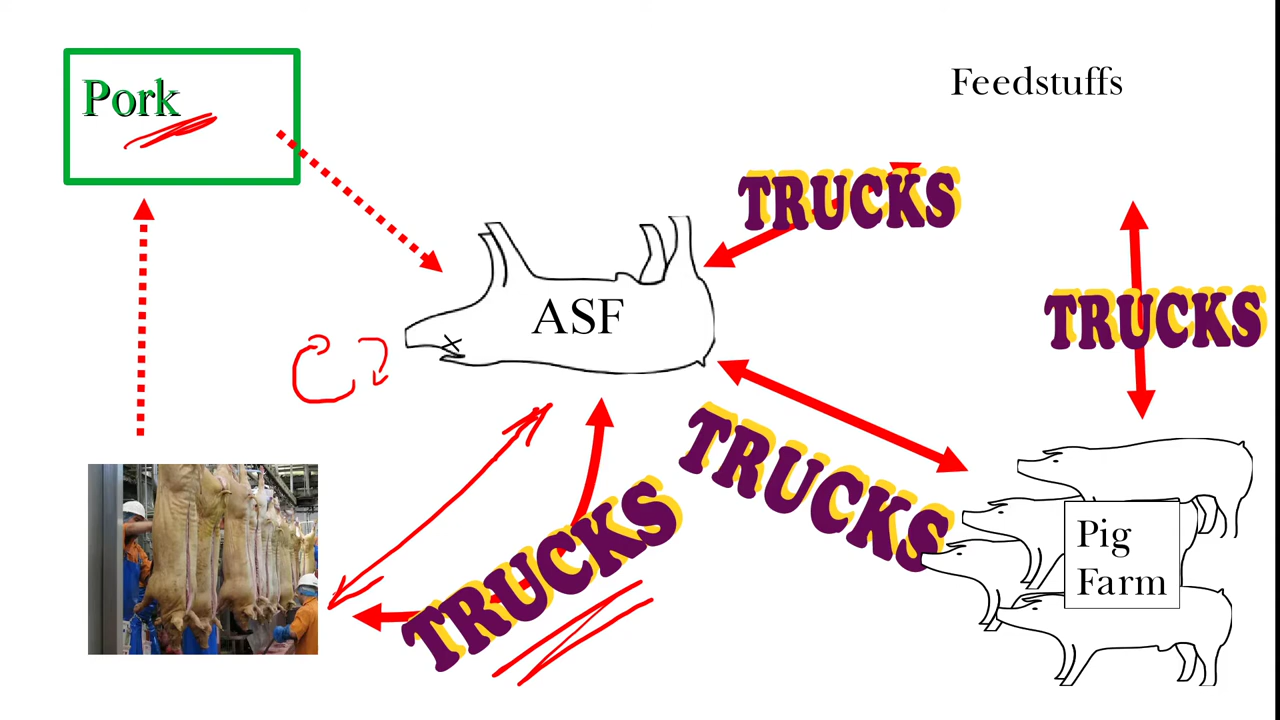 Pork
Feedstuffs
TRUCKS
ASF
TRUCKS
TRUCKS
TRUCKS
Pig
Farm